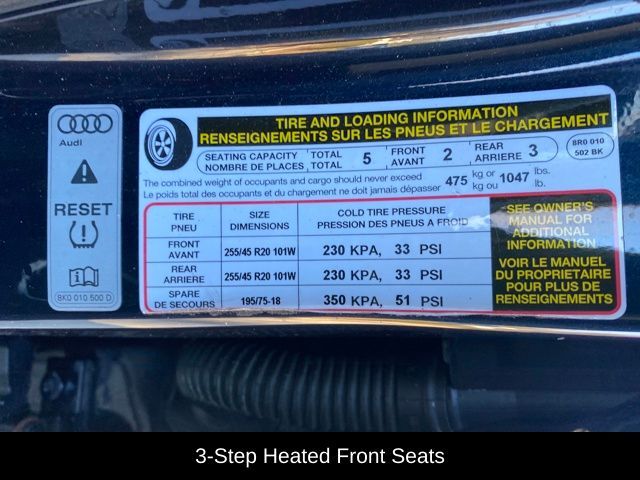 Audi
RESET
8K0 010 500 D
TIRE AND LOADING INFORMATION
RENSEIGNEMENTS SUR LES PNEUS ET LE CHARGEMENT
SEATING CAPACITY TOTAL 5 FRONT 2 REAR 3
NOMBRE DE PLACES TOTAL AVANT ARRIERE
8R0 010
502 BK
The combined weight of occupants and cargo should never exceed 475 kg or 1047 lbs.
Le poids total des occupants et du chargement ne doit jamais dépasser kg ou lb.
TIRE SIZE COLD TIRE PRESSURE
PNEU DIMENSIONS PRESSION DES PNEUS A FROID
FRONT
AVANT 255/45 R20 101W 230 KPA, 33 PSI
REAR
ARRIERE 255/45 R20 101W 230 KPA, 33 PSI
SPARE
DE SECOURS 195/75-18 350 KPA, 51 PSI
SEE OWNER'S
MANUAL FOR
ADDITIONAL
INFORMATION
VOIR LE MANUEL
DU PROPRIETAIRE
POUR PLUS DE
RENSEIGNEMENTS
3-Step Heated Front Seats